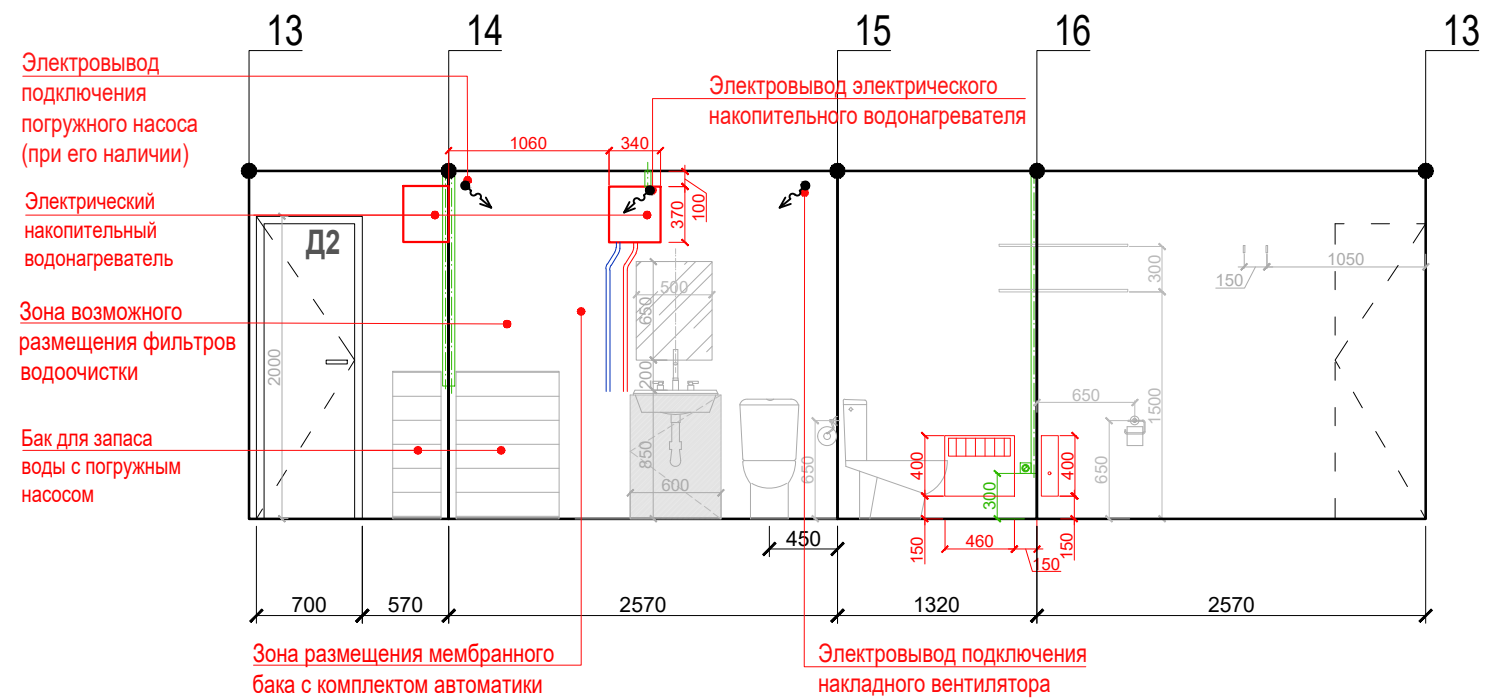 13
14
15
16
13
Электровывод
подключения
погружного насоса
(при его наличии)
Электровывод электрического
накопительного водонагревателя
1060
340
100
370
Электрический
накопительный
водонагреватель
Д2
300
1050
150
500
650
Зона возможного
размещения фильтров
водоочистки
2000
200
650
1500
Бак для запаса
воды с погружным
насосом
850
600
650
400
300
400
650
450
150
460
150
150
700
570
2570
1320
2570
Зона размещения мембранного
бака с комплектом автоматики
Электровывод подключения
накладного вентилятора